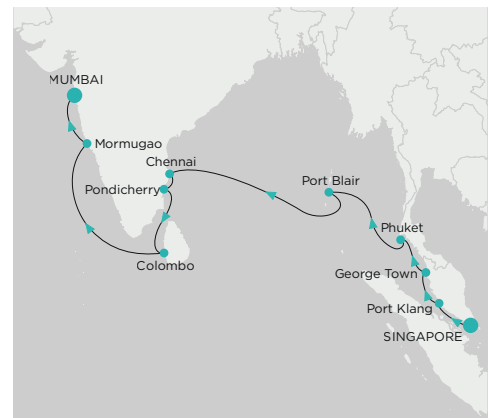 MUMBAI
Mormugao
Chennai
Pondicherry
Port Blair
Phuket
Colombo
George Town
Port Klang
SINGAPORE